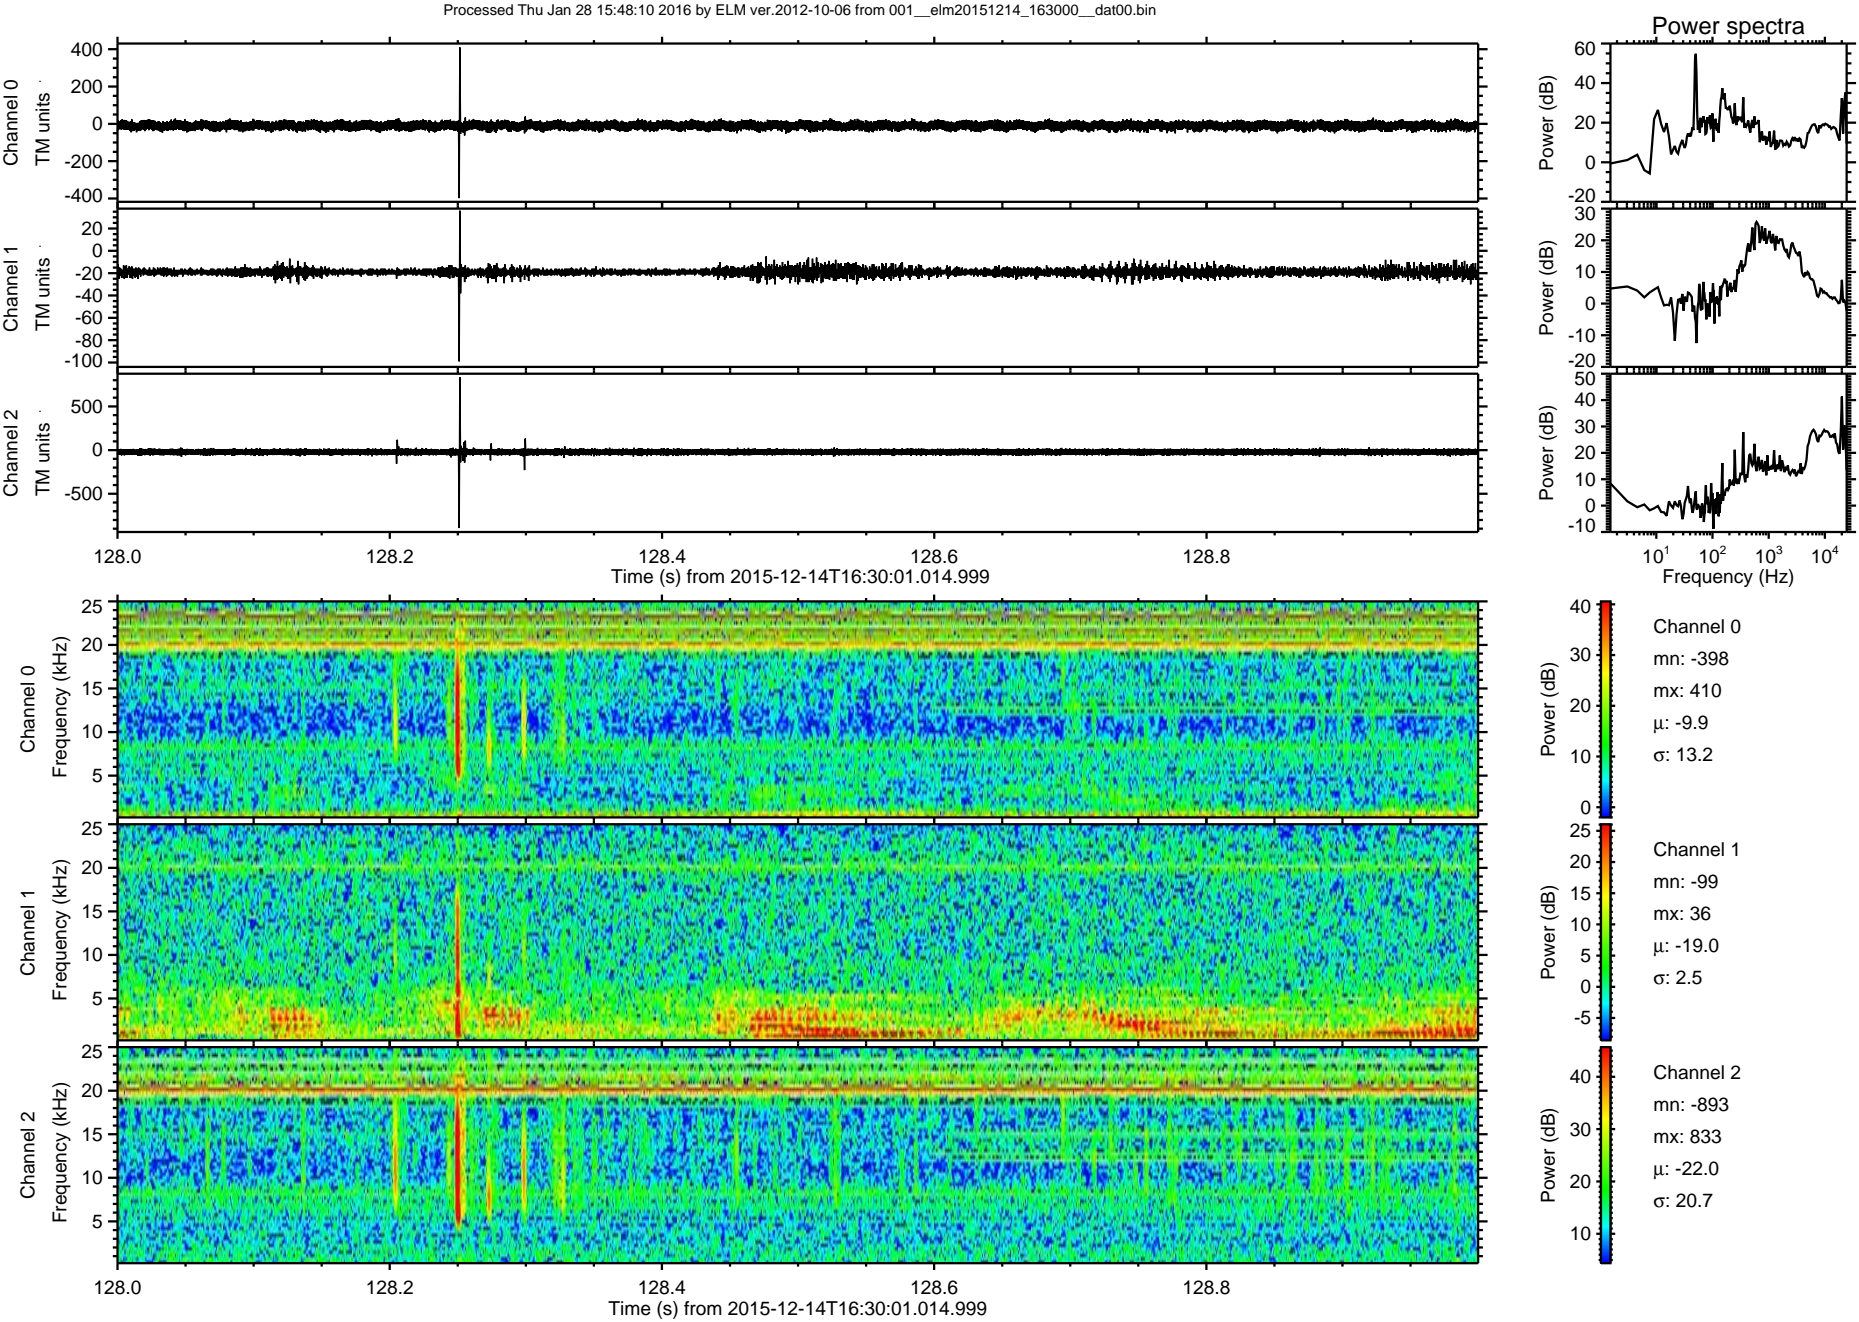 Processed Thu Jan 28 15:48:10 2016 by ELM ver.2012-10-06 from 001__elm20151214_163000__dat00.bin
Power spectra
Channel 0
TM units
400
200
0
-200
-400
Power (dB)
60
40
20
0
-20
Channel 1
TM units
20
0
-20
-40
-60
-80
-100
Power (dB)
30
20
10
0
-10
-20
Channel 2
TM units
500
0
-500
Power (dB)
50
40
30
20
10
0
-10
128.0 128.2 128.4 128.6 128.8
Time (s) from 2015-12-14T16:30:01.014.999
10¹ 10² 10³ 10⁴
Frequency (Hz)
Channel 0
Frequency (kHz)
25
20
15
10
5
Power (dB)
40
30
20
10
0
Channel 0
mn: -398
mx: 410
μ: -9.9
σ: 13.2
Channel 1
Frequency (kHz)
25
20
15
10
5
Power (dB)
25
20
15
10
5
0
-5
Channel 1
mn: -99
mx: 36
μ: -19.0
σ: 2.5
Channel 2
Frequency (kHz)
25
20
15
10
5
Power (dB)
40
30
20
10
Channel 2
mn: -893
mx: 833
μ: -22.0
σ: 20.7
128.0 128.2 128.4 128.6 128.8
Time (s) from 2015-12-14T16:30:01.014.999